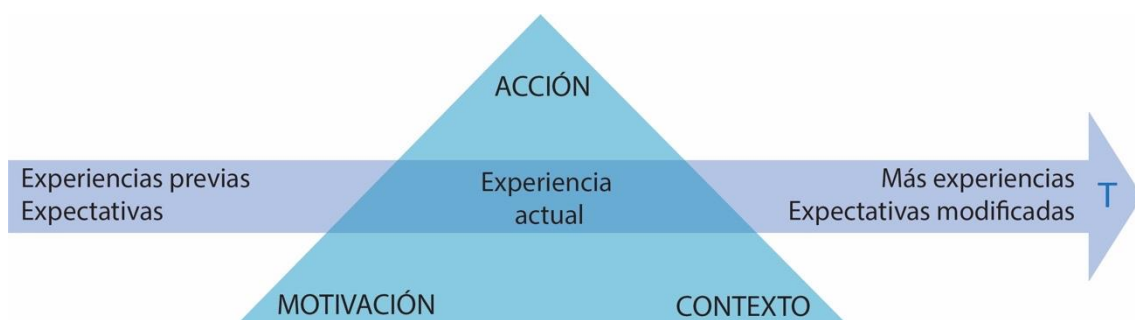 ACCIÓN
Experiencias previas
Expectativas
Experiencia
actual
Más experiencias
Expectativas modificadas
T
MOTIVACIÓN
CONTEXTO